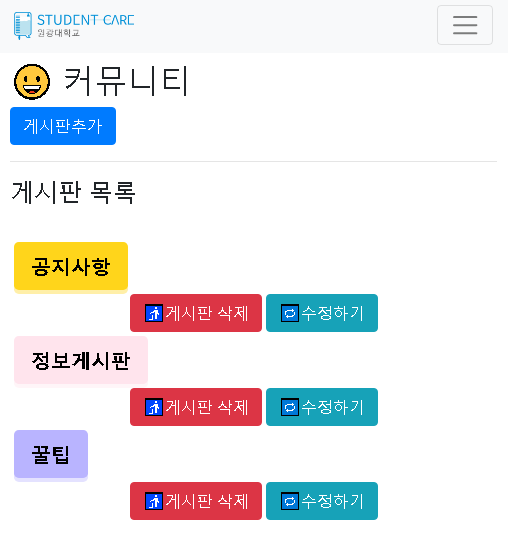 STUDENT-CARE
원광대학교
커뮤니티
게시판추가
게시판 목록
공지사항
게시판 삭제 수정하기
정보게시판
게시판 삭제 수정하기
꿀팁
게시판 삭제 수정하기